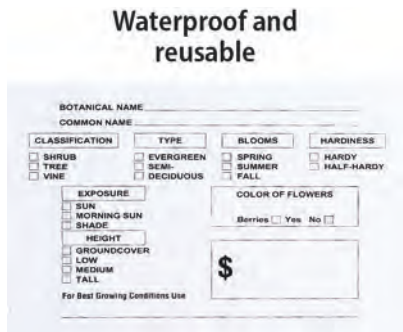 Waterproof and
reusable
BOTANICAL NAME
COMMON NAME
CLASSIFICATION TYPE BLOOMS HARDINESS
SHRUB EVERGREEN SPRING HARDY
TREE SEMI- SUMMER HALF-HARDY
VINE DECIDUOUS FALL
EXPOSURE COLOR OF FLOWERS
SUN
MORNING SUN
SHADE Berries Yes No
HEIGHT
GROUNDCOVER
LOW
MEDIUM $
TALL
For Best Growing Conditions Use